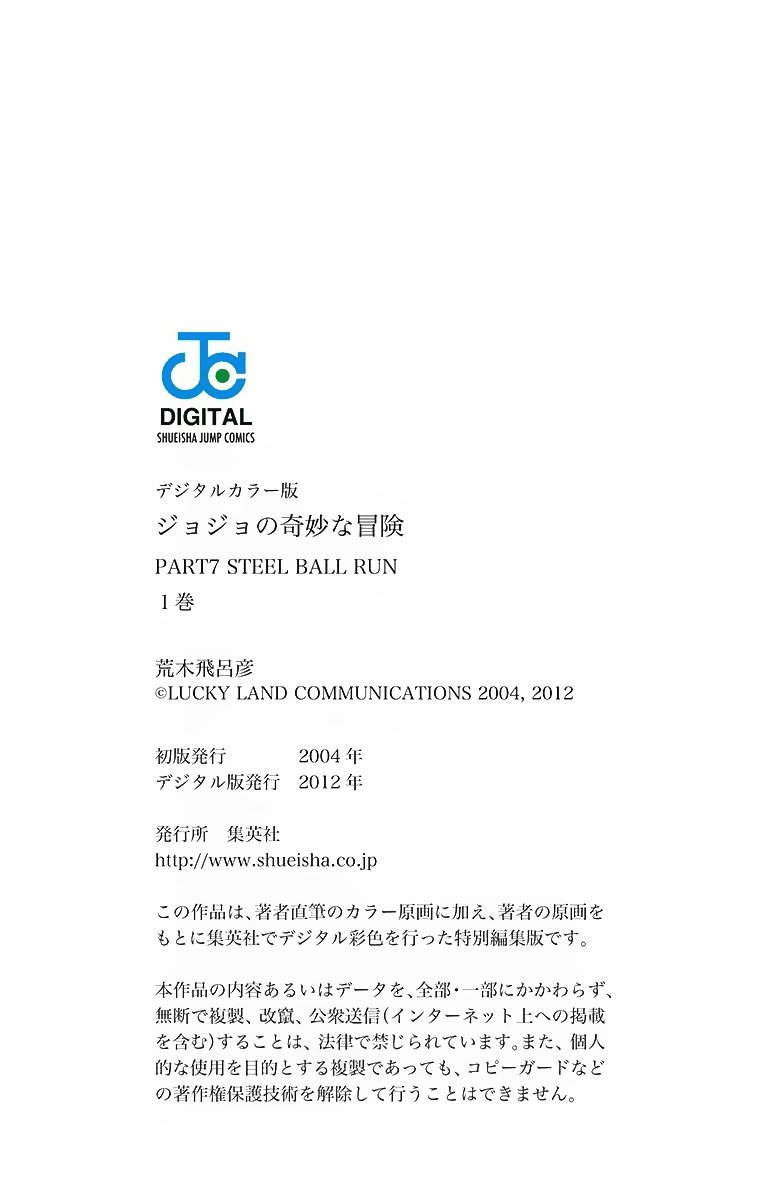 JC
DIGITAL
SHUEISHA JUMP COMICS
デジタルカラー版
ジョジョの奇妙な冒険
PART7 STEEL BALL RUN
1巻
荒木飛呂彦
©LUCKY LAND COMMUNICATIONS 2004, 2012
初版発行 2004年
デジタル版発行 2012年
発行所 集英社
http://www.shueisha.co.jp
この作品は、著者直筆のカラー原画に加え、著者の原画を
もとに集英社でデジタル彩色を行った特別編集版です。
本作品の内容あるいはデータを、全部・一部にかかわらず、
無断で複製、改竄、公衆送信(インターネット上への掲載
を含む)することは、法律で禁じられています。また、個人
的な使用を目的とする複製であっても、コピーガードなど
の著作権保護技術を解除して行うことはできません。